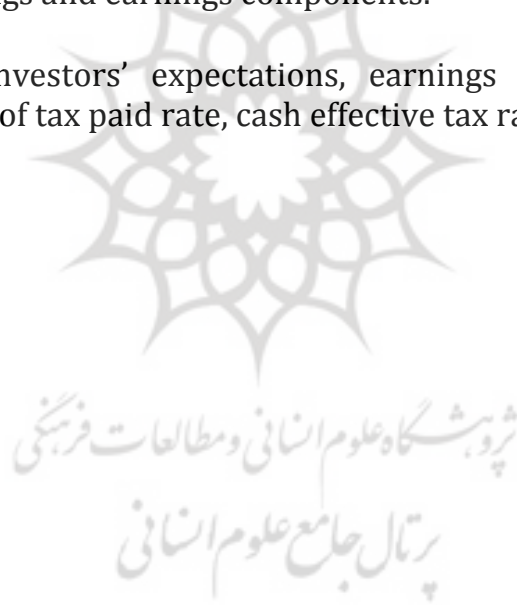 ngs and earnings components.
nvestors’ expectations, earnings
of tax paid rate, cash effective tax ra
پژوهشگاه علوم انسانی و مطالعات فرهنگی
پرتال جامع علوم انسانی